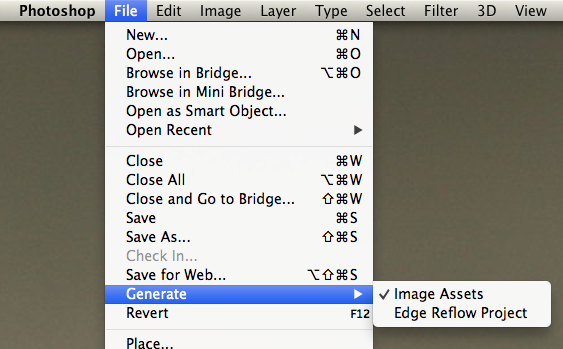 Photoshop File Edit Image Layer Type Select Filter 3D View
New... ⌘N
Open... ⌘O
Browse in Bridge... ⌥⌘O
Browse in Mini Bridge...
Open as Smart Object...
Open Recent ▶
Close ⌘W
Close All ⌥⌘W
Close and Go to Bridge... ⇧⌘W
Save ⌘S
Save As... ⇧⌘S
Check In...
Save for Web... ⌥⇧⌘S
Generate ▶ ✓ Image Assets
Revert F12 Edge Reflow Project
Place...